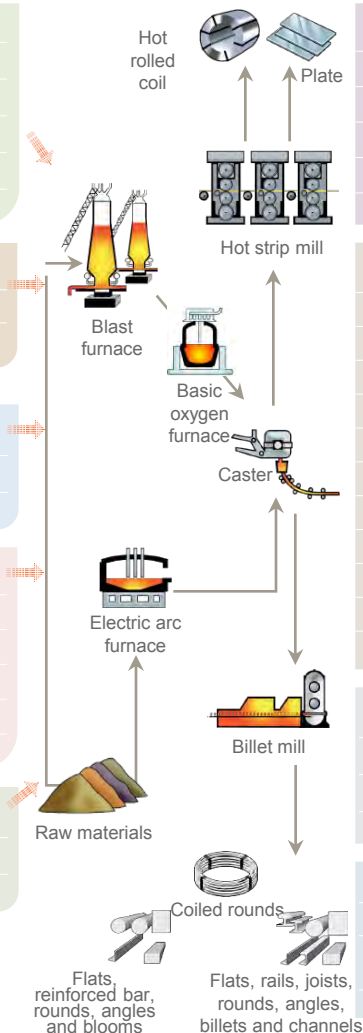 Hot
rolled
coil
Plate
Hot strip mill
Blast
furnace
Basic
oxygen
furnace
Caster
Electric arc
furnace
Billet mill
Raw materials
Coiled rounds
Flats,
reinforced bar,
rounds, angles
and blooms
Flats, rails, joists,
rounds, angles,
billets and channels